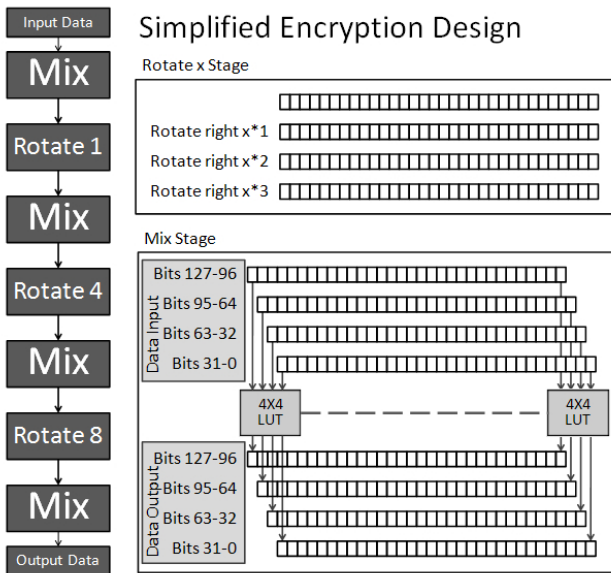 Simplified Encryption Design
Input Data
Mix
Rotate 1
Mix
Rotate 4
Mix
Rotate 8
Mix
Output Data
Rotate x Stage
Rotate right x*1
Rotate right x*2
Rotate right x*3
Mix Stage
Data Input
Bits 127-96
Bits 95-64
Bits 63-32
Bits 31-0
4X4
LUT
4X4
LUT
Data Output
Bits 127-96
Bits 95-64
Bits 63-32
Bits 31-0